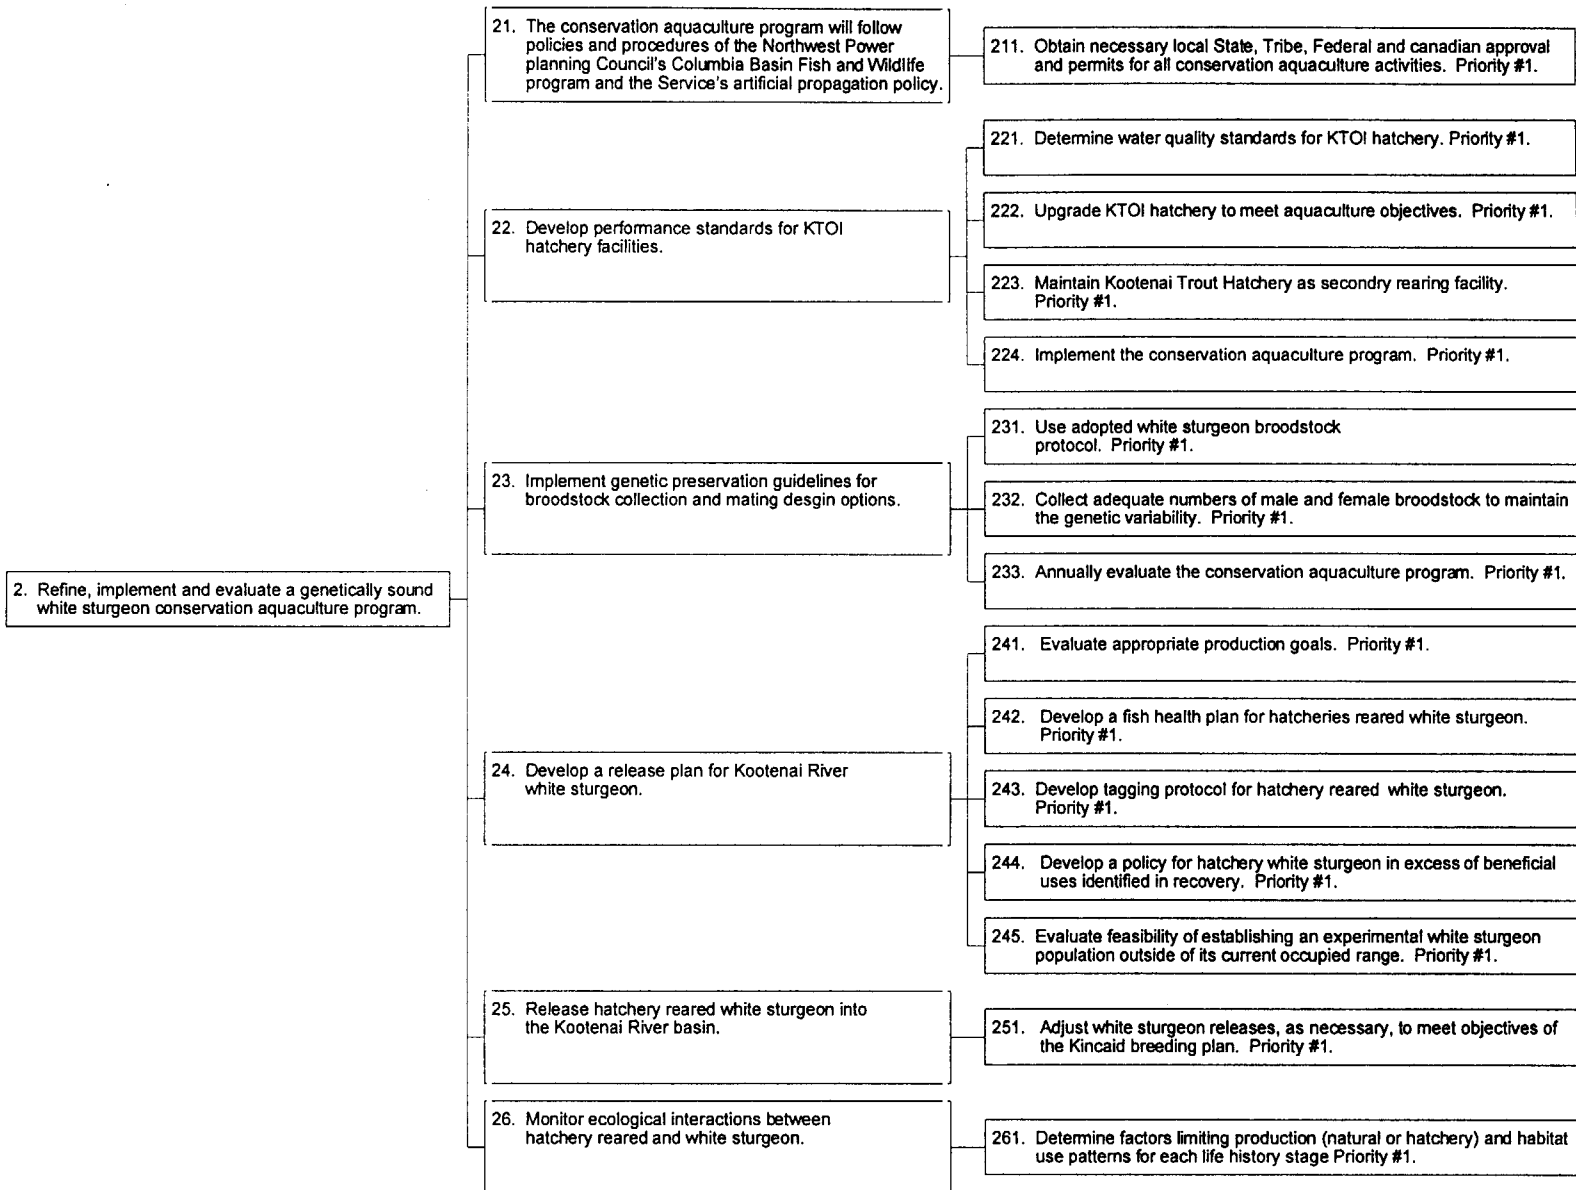 21. The conservation aquaculture program will follow
policies and procedures of the Northwest Power
planning Council's Columbia Basin Fish and Wildlife
program and the Service's artificial propagation policy.
211. Obtain necessary local State, Tribe, Federal and canadian approval
and permits for all conservation aquaculture activities. Priority #1.
22. Develop performance standards for KTOI
hatchery facilities.
221. Determine water quality standards for KTOI hatchery. Priority #1.
222. Upgrade KTOI hatchery to meet aquaculture objectives. Priority #1.
223. Maintain Kootenai Trout Hatchery as secondry rearing facility.
Priority #1.
224. Implement the conservation aquaculture program. Priority #1.
23. Implement genetic preservation guidelines for
broodstock collection and mating desgin options.
231. Use adopted white sturgeon broodstock
protocol. Priority #1.
232. Collect adequate numbers of male and female broodstock to maintain
the genetic variability. Priority #1.
233. Annually evaluate the conservation aquaculture program. Priority #1.
2. Refine, implement and evaluate a genetically sound
white sturgeon conservation aquaculture program.
24. Develop a release plan for Kootenai River
white sturgeon.
241. Evaluate appropriate production goals. Priority #1.
242. Develop a fish health plan for hatcheries reared white sturgeon.
Priority #1.
243. Develop tagging protocol for hatchery reared white sturgeon.
Priority #1.
244. Develop a policy for hatchery white sturgeon in excess of beneficial
uses identified in recovery. Priority #1.
245. Evaluate feasibility of establishing an experimental white sturgeon
population outside of its current occupied range. Priority #1.
25. Release hatchery reared white sturgeon into
the Kootenai River basin.
251. Adjust white sturgeon releases, as necessary, to meet objectives of
the Kincaid breeding plan. Priority #1.
26. Monitor ecological interactions between
hatchery reared and white sturgeon.
261. Determine factors limiting production (natural or hatchery) and habitat
use patterns for each life history stage Priority #1.